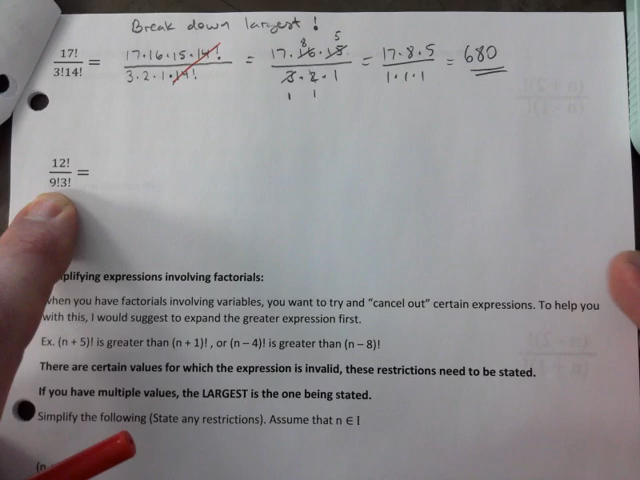 Break down largest!
17!/3!14! = 17·16·15·14!/3·2·1·14! = 17·16·15/3·2·1 = 17·8·5/1·1·1 = 680
8 5
1 1
12!/9!3! =
plifying expressions involving factorials:
hen you have factorials involving variables, you want to try and “cancel out” certain expressions. To help you
with this, I would suggest to expand the greater expression first.
Ex. (n + 5)! is greater than (n + 1)! , or (n − 4)! is greater than (n − 8)!
There are certain values for which the expression is invalid, these restrictions need to be stated.
If you have multiple values, the LARGEST is the one being stated.
Simplify the following (State any restrictions). Assume that n ∈ I
(n